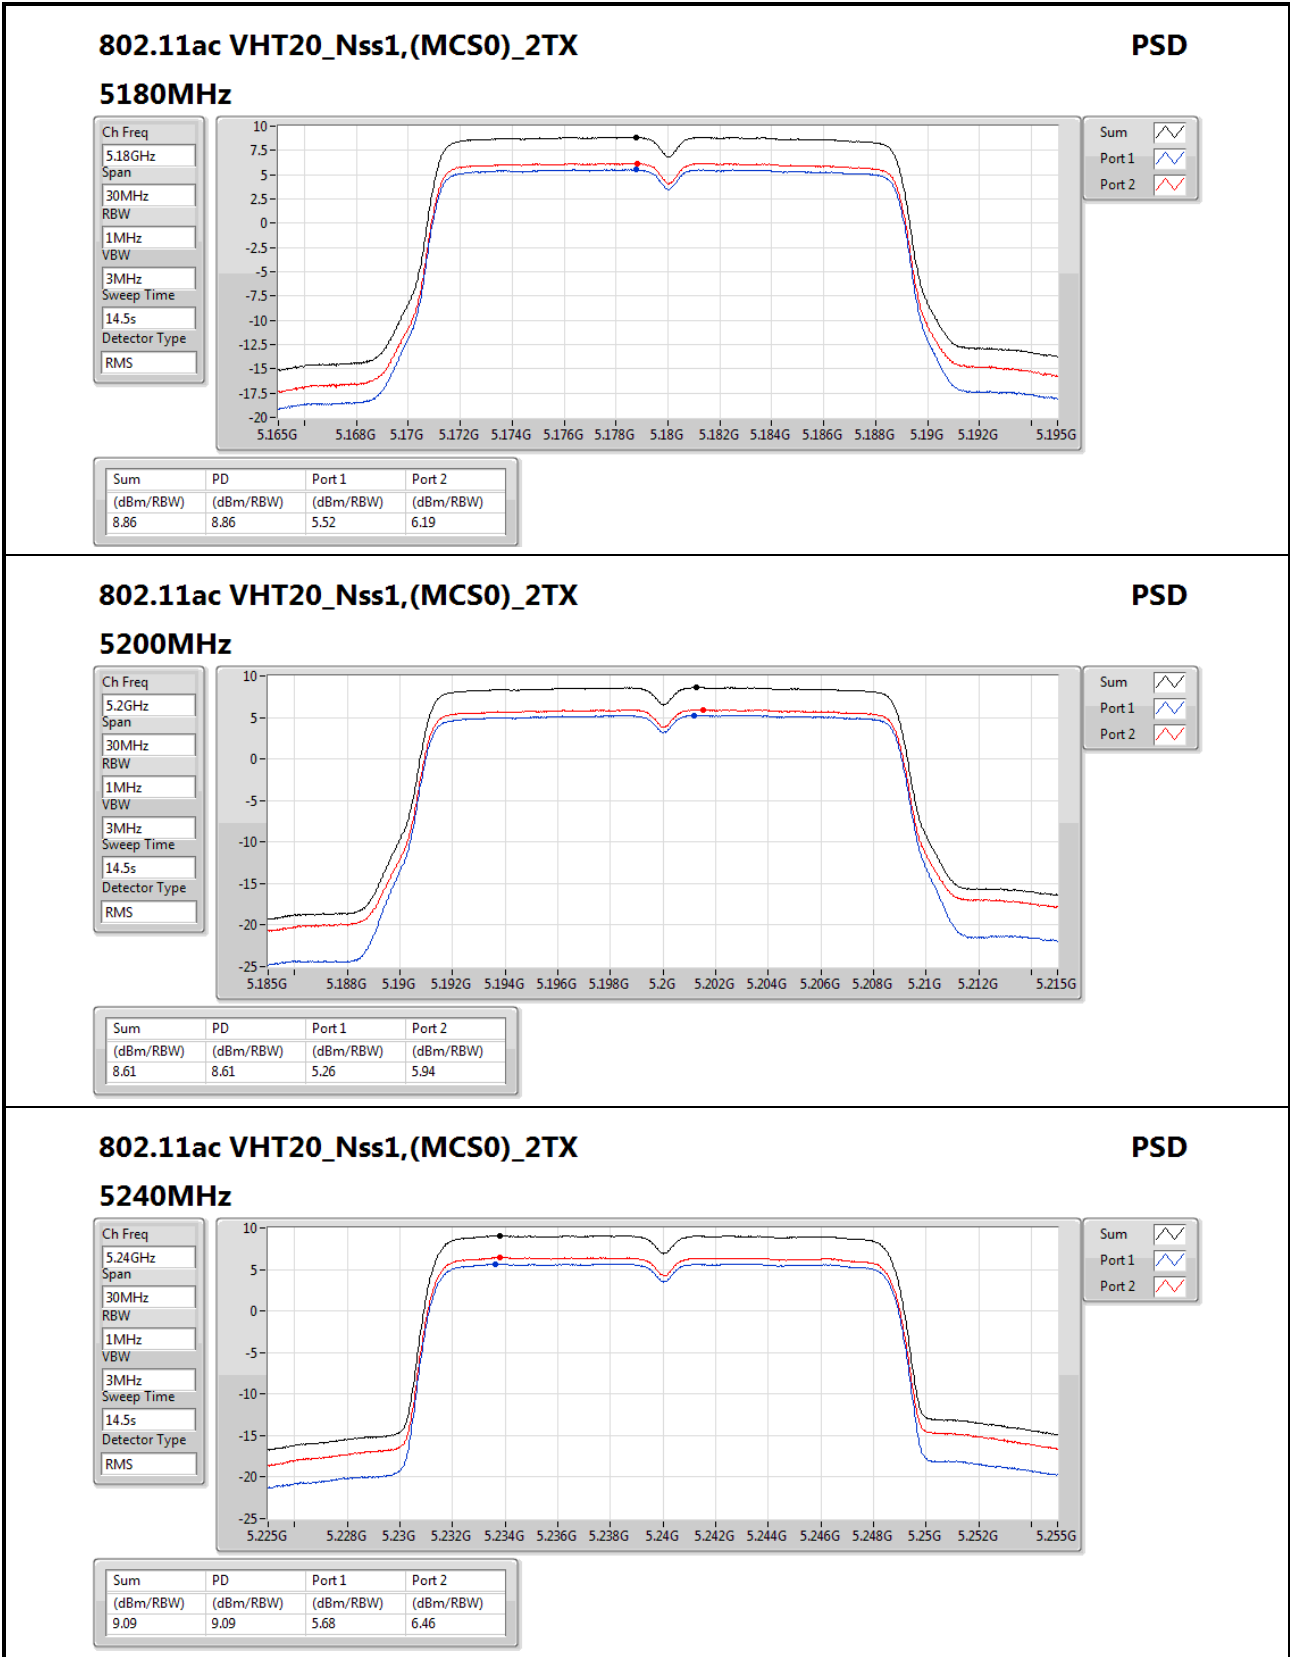 802.11ac VHT20_Nss1,(MCS0)_2TX PSD
5180MHz
Ch Freq
5.18GHz
Span
30MHz
RBW
1MHz
VBW
3MHz
Sweep Time
14.5s
Detector Type
RMS
10
7.5
5
2.5
0
-2.5
-5
-7.5
-10
-12.5
-15
-17.5
-20
5.165G 5.168G 5.17G 5.172G 5.174G 5.176G 5.178G 5.18G 5.182G 5.184G 5.186G 5.188G 5.19G 5.192G 5.195G
Sum
Port 1
Port 2
Sum PD Port 1 Port 2
(dBm/RBW) (dBm/RBW) (dBm/RBW) (dBm/RBW)
8.86 8.86 5.52 6.19
802.11ac VHT20_Nss1,(MCS0)_2TX PSD
5200MHz
Ch Freq
5.2GHz
Span
30MHz
RBW
1MHz
VBW
3MHz
Sweep Time
14.5s
Detector Type
RMS
10
5
0
-5
-10
-15
-20
-25
5.185G 5.188G 5.19G 5.192G 5.194G 5.196G 5.198G 5.2G 5.202G 5.204G 5.206G 5.208G 5.21G 5.212G 5.215G
Sum
Port 1
Port 2
Sum PD Port 1 Port 2
(dBm/RBW) (dBm/RBW) (dBm/RBW) (dBm/RBW)
8.61 8.61 5.26 5.94
802.11ac VHT20_Nss1,(MCS0)_2TX PSD
5240MHz
Ch Freq
5.24GHz
Span
30MHz
RBW
1MHz
VBW
3MHz
Sweep Time
14.5s
Detector Type
RMS
10
5
0
-5
-10
-15
-20
-25
5.225G 5.228G 5.23G 5.232G 5.234G 5.236G 5.238G 5.24G 5.242G 5.244G 5.246G 5.248G 5.25G 5.252G 5.255G
Sum
Port 1
Port 2
Sum PD Port 1 Port 2
(dBm/RBW) (dBm/RBW) (dBm/RBW) (dBm/RBW)
9.09 9.09 5.68 6.46